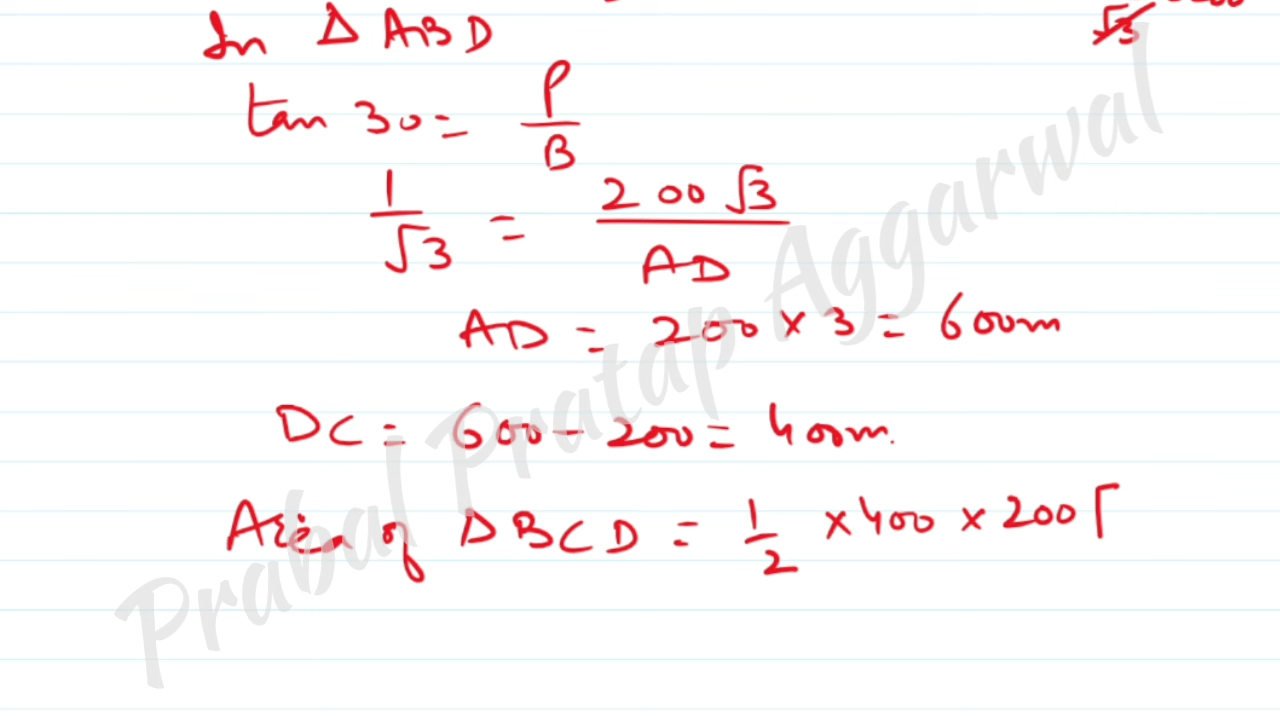 In Δ ABD
√3
tan 30 = P/B
1/√3 = 200√3/AD
AD = 200 × 3 = 600m
DC = 600 - 200 = 400m.
Area of ΔBCD = 1/2 × 400 × 200√
Prabal Pratap Aggarwal